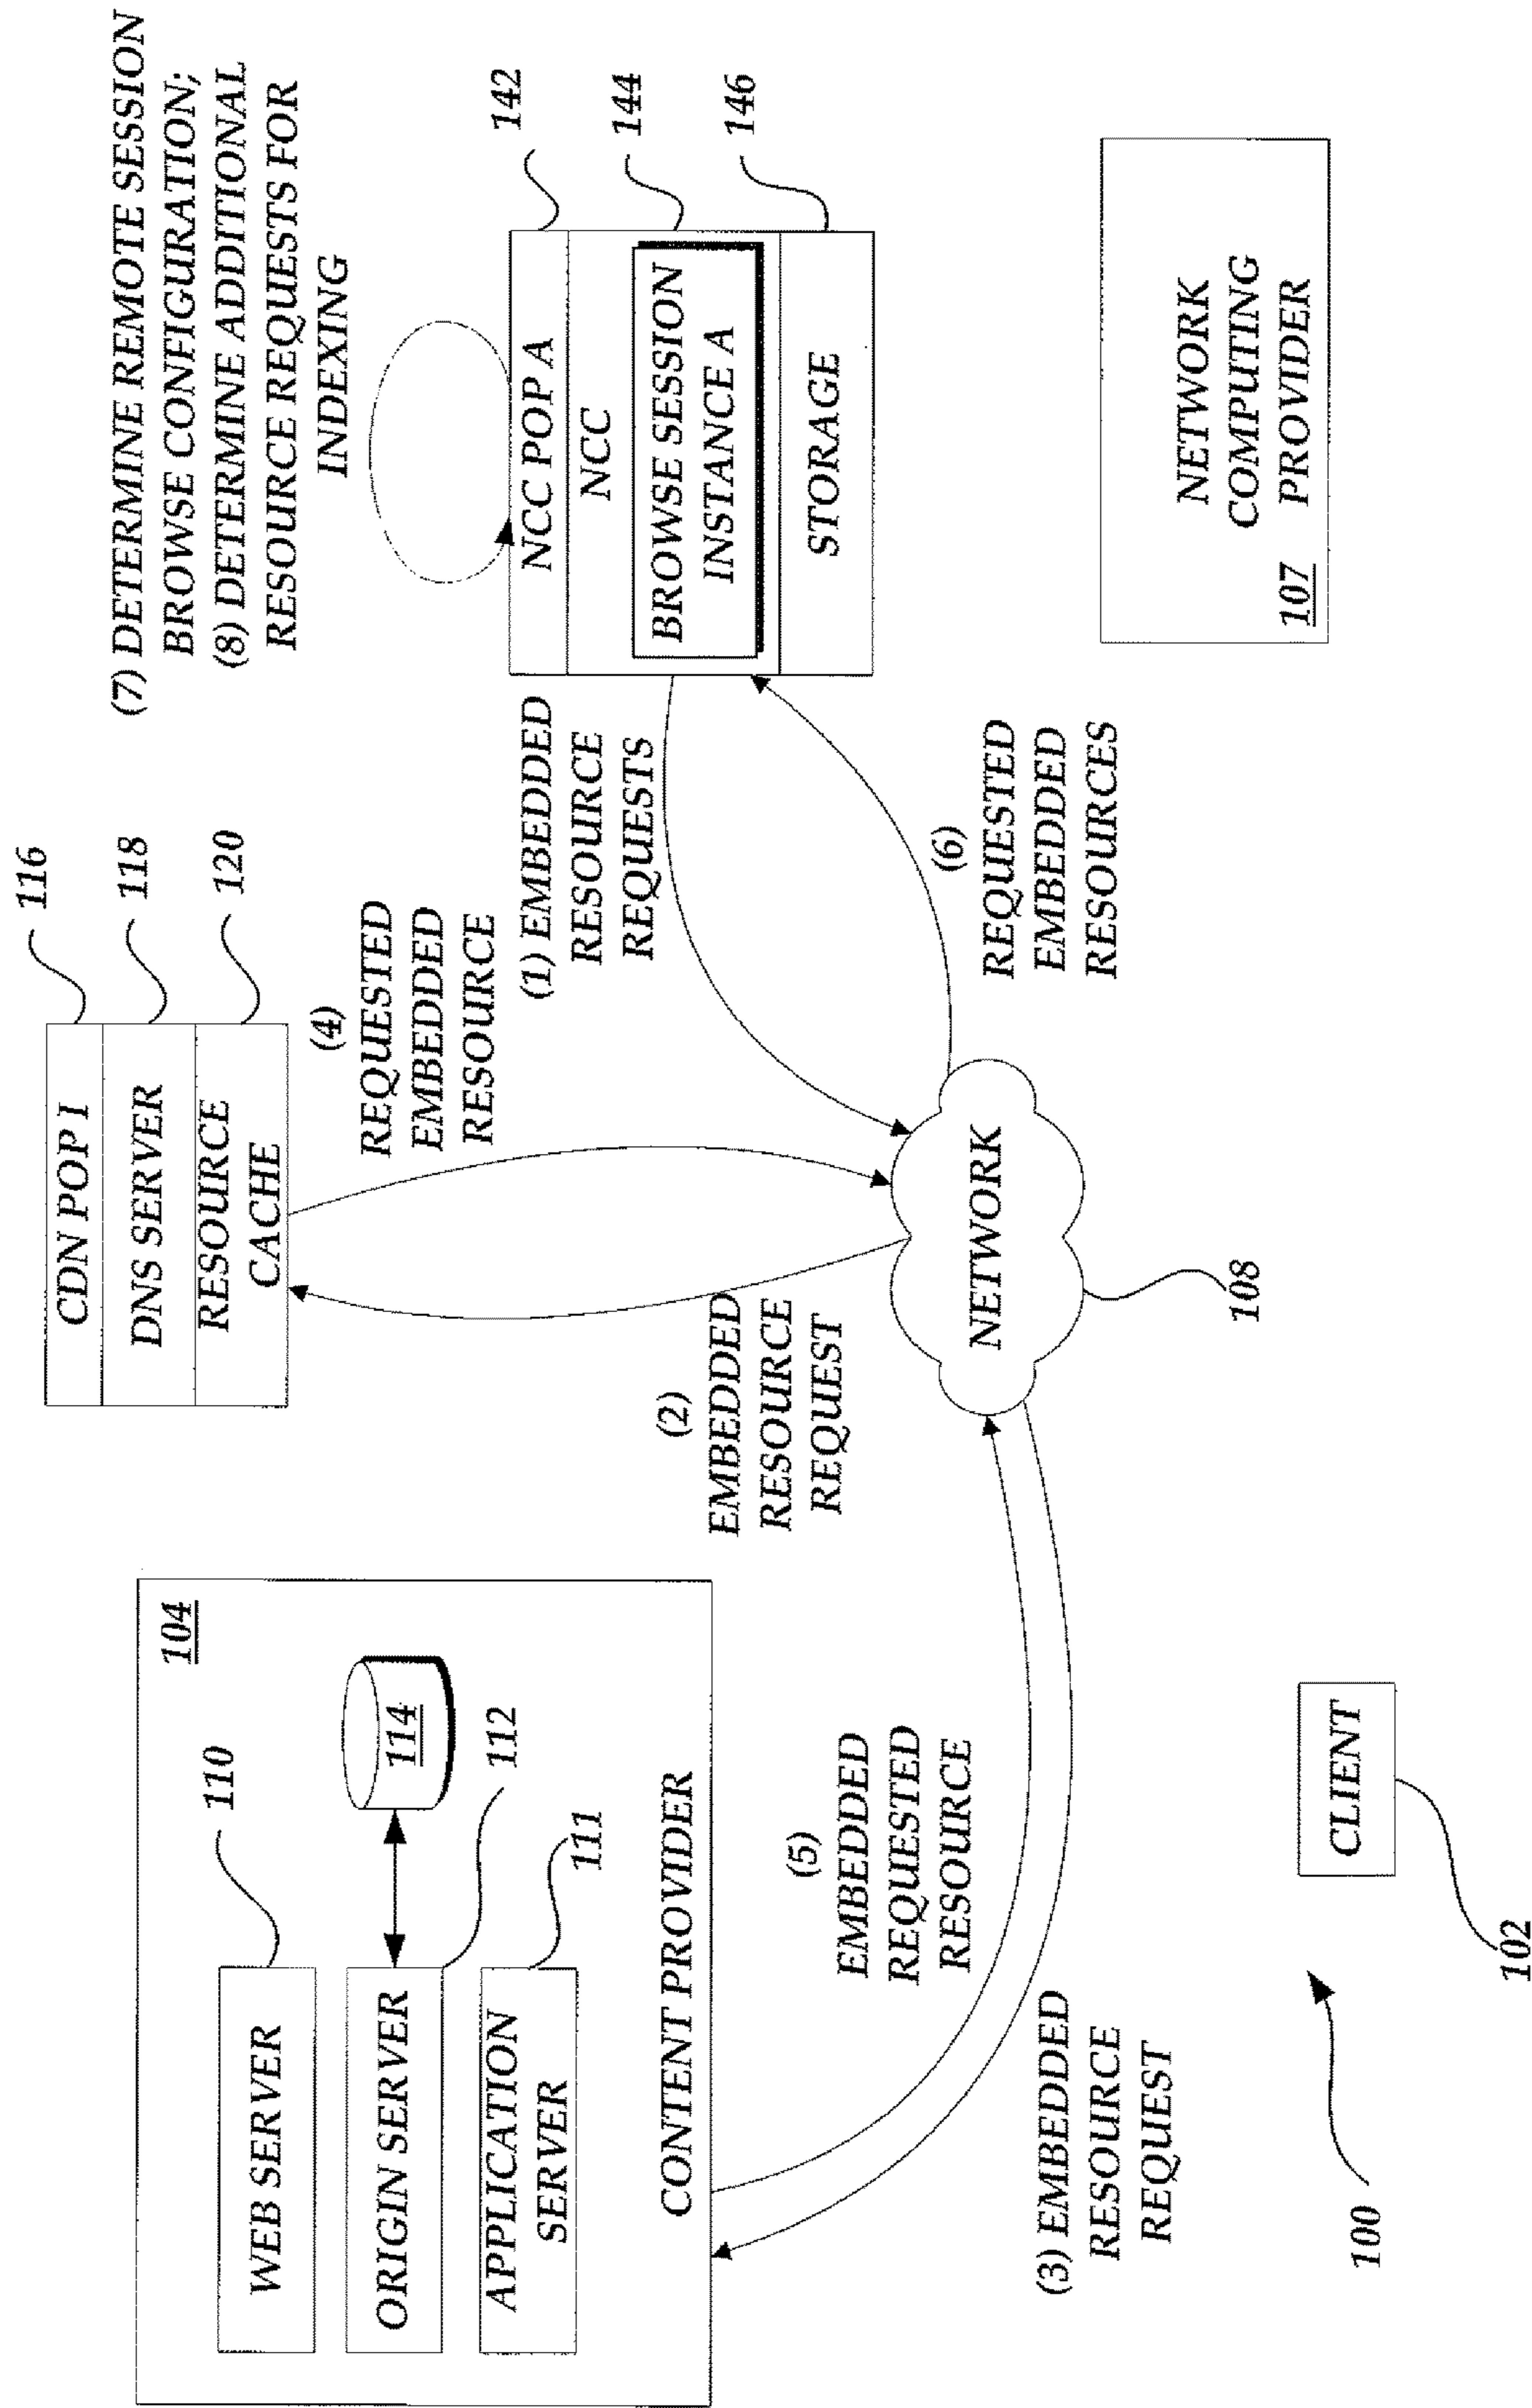 104
WEB SERVER
110
ORIGIN SERVER
114
112
APPLICATION
SERVER
111
CONTENT PROVIDER
CDN POP I
116
DNS SERVER
118
RESOURCE
CACHE
120
(7) DETERMINE REMOTE SESSION
BROWSE CONFIGURATION;
(8) DETERMINE ADDITIONAL
RESOURCE REQUESTS FOR
INDEXING
NCC POP A
142
NCC
144
BROWSE SESSION
INSTANCE A
STORAGE
146
(4)
REQUESTED
EMBEDDED
RESOURCE
(1) EMBEDDED
RESOURCE
REQUESTS
(2)
EMBEDDED
RESOURCE
REQUEST
(6)
REQUESTED
EMBEDDED
RESOURCES
(5)
EMBEDDED
REQUESTED
RESOURCE
NETWORK
108
(3) EMBEDDED
RESOURCE
REQUEST
NETWORK
COMPUTING
PROVIDER
107
CLIENT
102
100